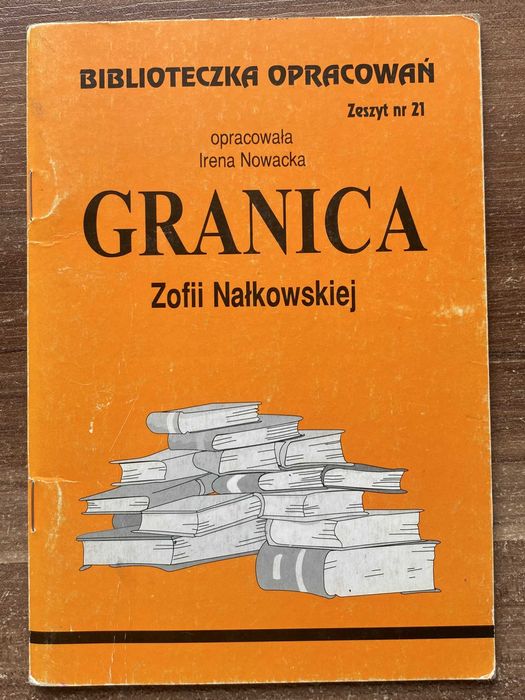 BIBLIOTECZKA OPRACOWAŃ
Zeszyt nr 21
opracowała
Irena Nowacka
GRANICA
Zofii Nałkowskiej